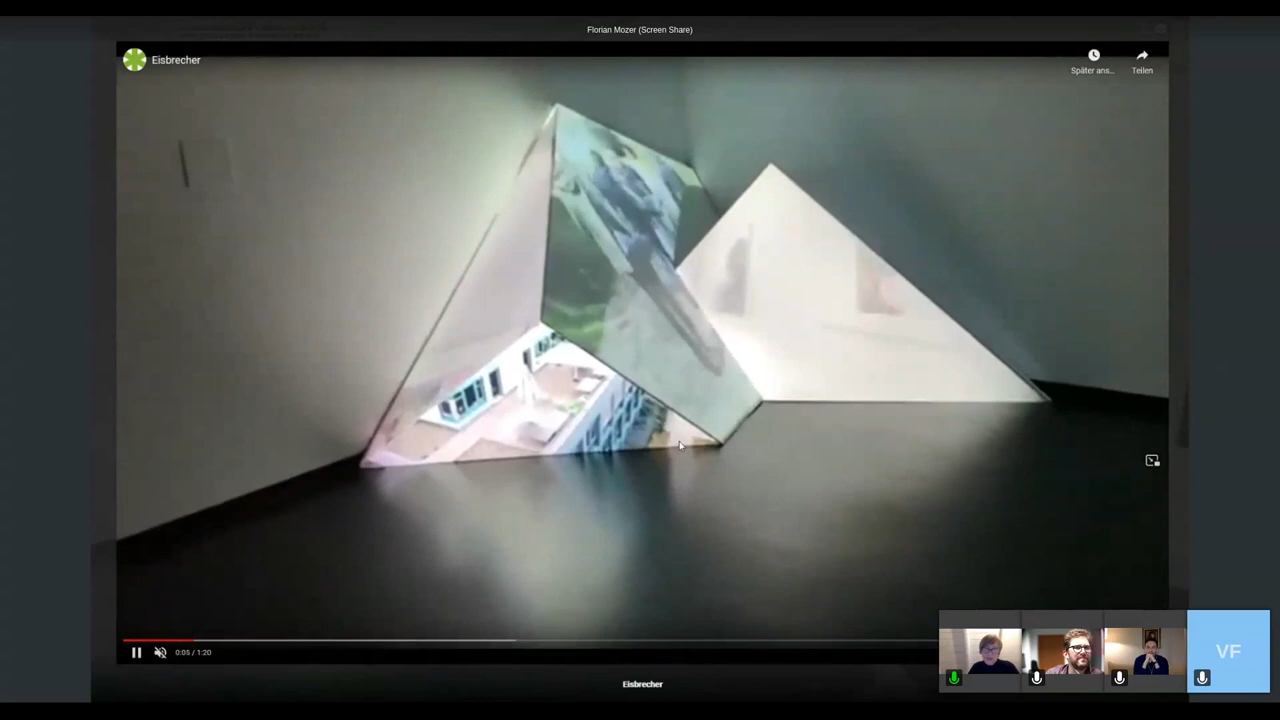 Florian Mozer (Screen Share)
Eisbrecher
Später ans...
Teilen
0:05 / 1:20
Eisbrecher
VF